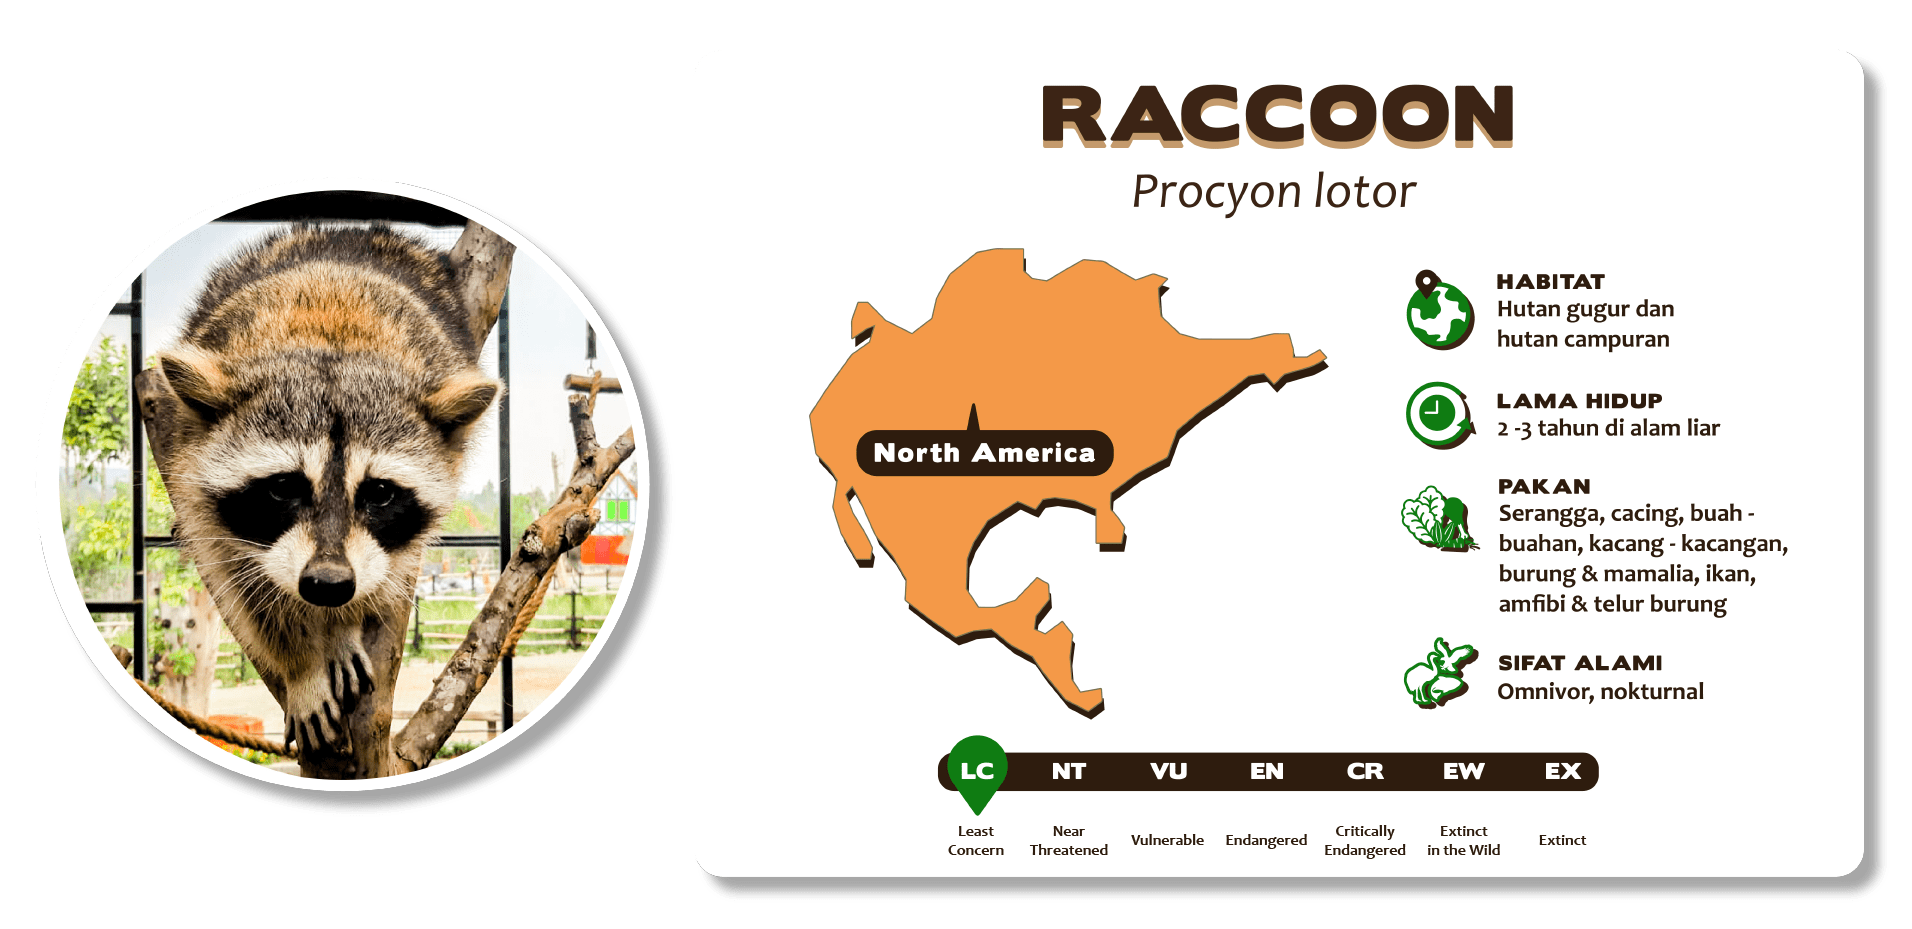 RACCOON
Procyon lotor
North America
HABITAT
Hutan gugur dan
hutan campuran
LAMA HIDUP
2 -3 tahun di alam liar
PAKAN
Serangga, cacing, buah -
buahan, kacang - kacangan,
burung & mamalia, ikan,
amfibi & telur burung
SIFAT ALAMI
Omnivor, nokturnal
LC NT VU EN CR EW EX
Least Concern
Near Threatened
Vulnerable
Endangered
Critically Endangered
Extinct in the Wild
Extinct